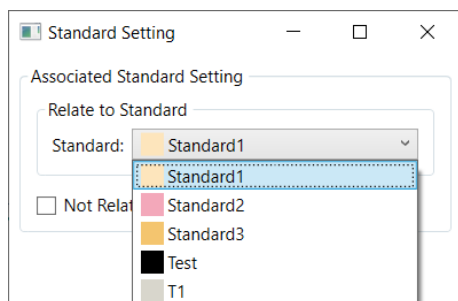 Standard Setting
Associated Standard Setting
Relate to Standard
Standard: Standard1
Standard1
Not Relat
Standard2
Standard3
Test
T1